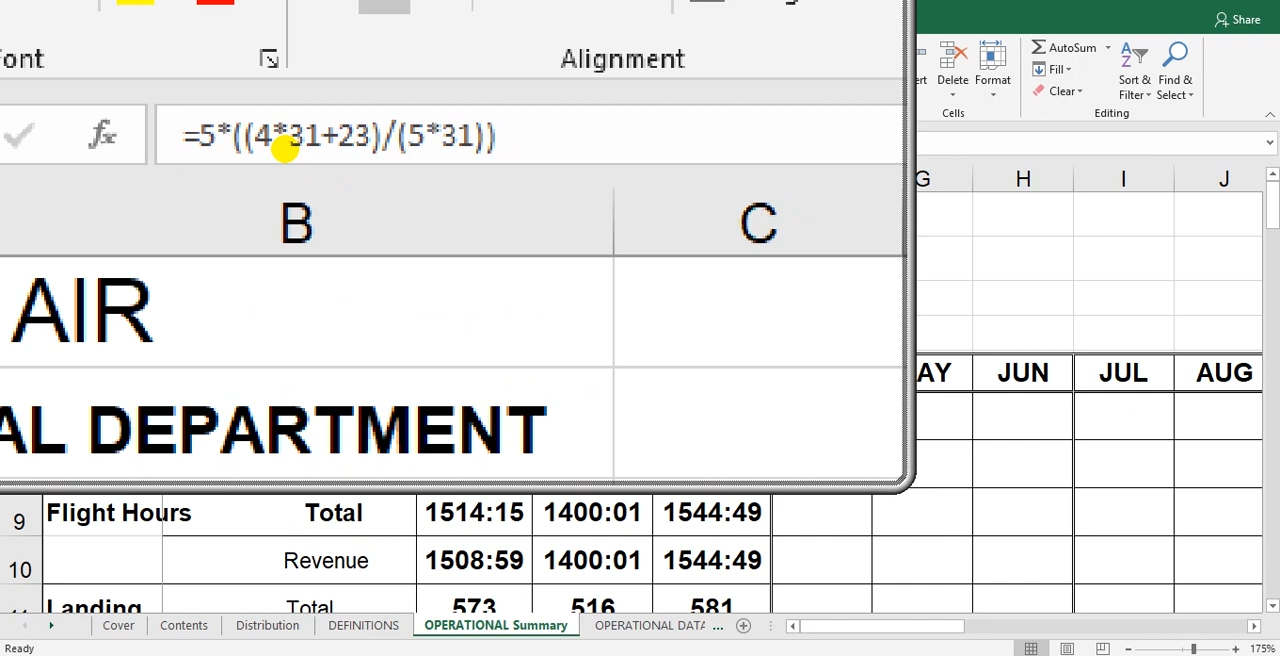 Share
ont
Alignment
ert
Delete
Format
AutoSum
Fill
Clear
Sort &
Filter
Find &
Select
Cells
Editing
fx
=5*((4*31+23)/(5*31))
B
C
G
H
I
J
AIR
AL DEPARTMENT
AY
JUN
JUL
AUG
9
Flight Hours
Total
1514:15
1400:01
1544:49
10
Revenue
1508:59
1400:01
1544:49
Landing
Total
573
516
581
Cover
Contents
Distribution
DEFINITIONS
OPERATIONAL Summary
OPERATIONAL DATA ...
Ready
175%